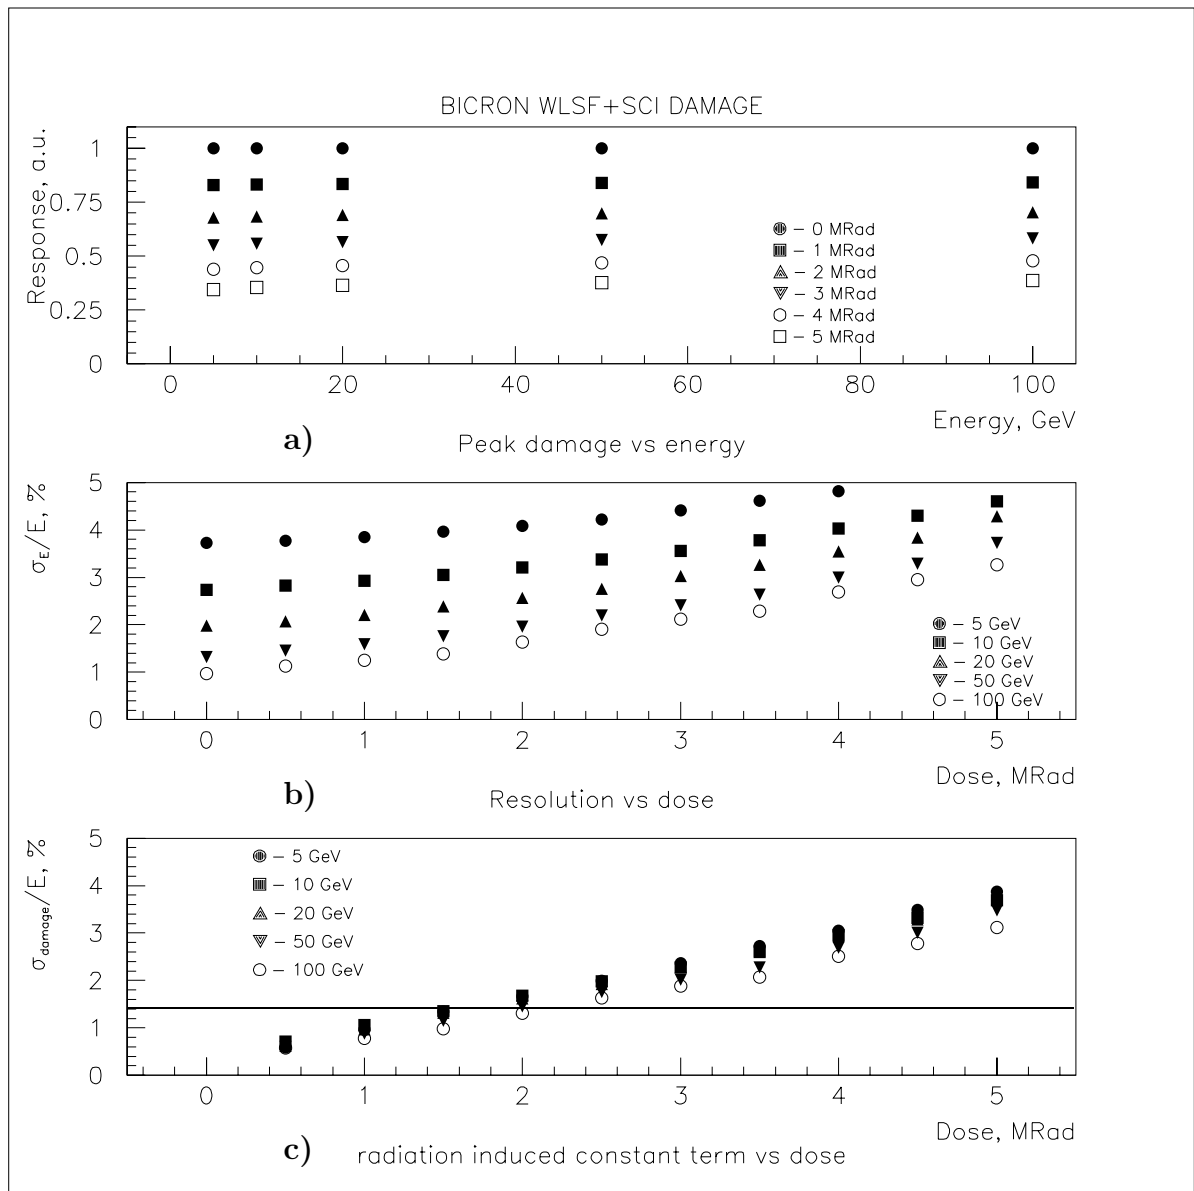 BICRON WLSF+SCI DAMAGE
Response, a.u.
1
0.75
0.5
0.25
0
– 0 MRad
– 1 MRad
– 2 MRad
– 3 MRad
– 4 MRad
– 5 MRad
0 20 40 60 80 100
Energy, GeV
a)
Peak damage vs energy
σE/E, %
5
4
3
2
1
0
– 5 GeV
– 10 GeV
– 20 GeV
– 50 GeV
– 100 GeV
0 1 2 3 4 5
Dose, MRad
b)
Resolution vs dose
σdamage/E, %
5
4
3
2
1
0
– 5 GeV
– 10 GeV
– 20 GeV
– 50 GeV
– 100 GeV
0 1 2 3 4 5
Dose, MRad
c)
radiation induced constant term vs dose